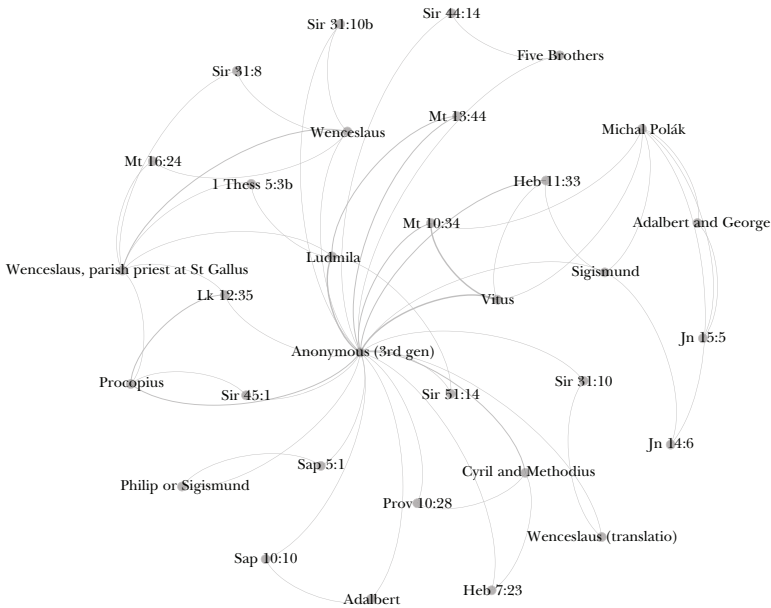 Sir 44:14
Sir 31:10b
Five Brothers
Sir 31:8
Mt 13:44
Wenceslaus
Michal Polák
Mt 16:24
1 Thess 5:3b
Heb 11:33
Mt 10:34
Adalbert and George
Ludmila
Wenceslaus, parish priest at St Gallus
Sigismund
Lk 12:35
Vitus
Jn 15:5
Anonymous (3rd gen)
Procopius
Sir 31:10
Sir 45:1
Sir 51:14
Jn 14:6
Sap 5:1
Cyril and Methodius
Philip or Sigismund
Prov 10:28
Wenceslaus (translatio)
Sap 10:10
Heb 7:23
Adalbert